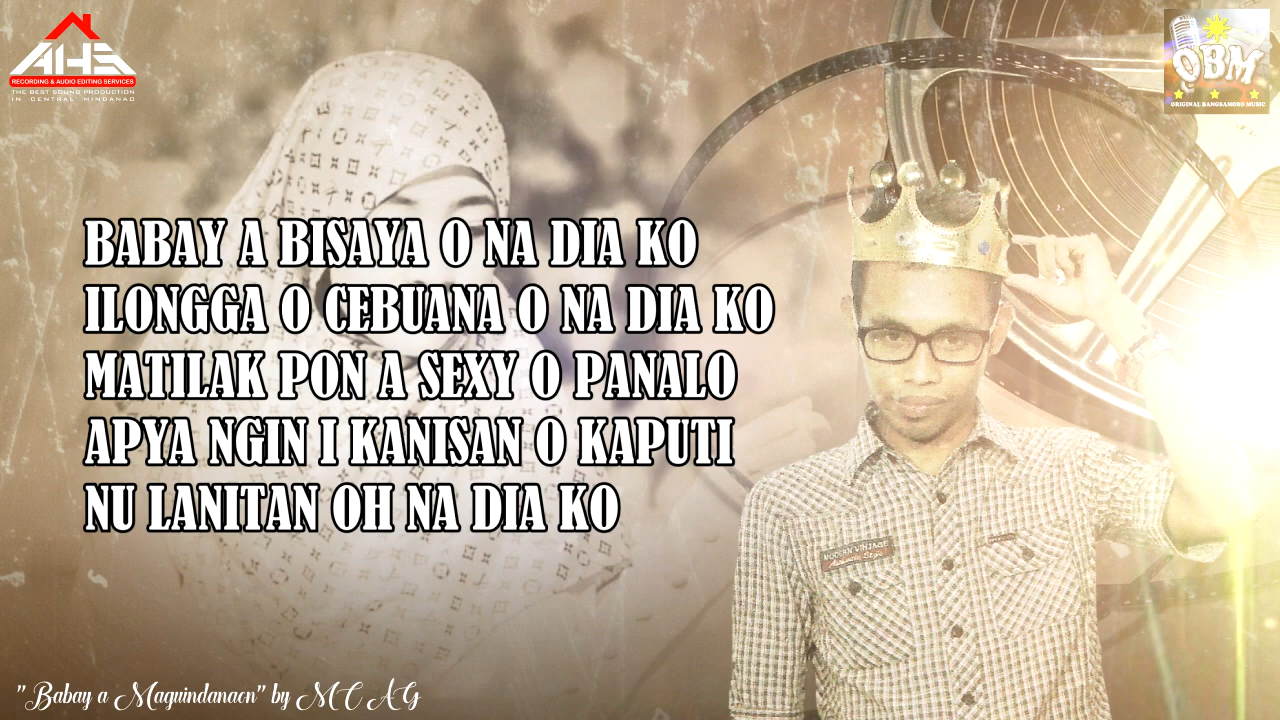 AHS
RECORDING & AUDIO EDITING SERVICES
THE BEST SOUND PRODUCTION
IN CENTRAL MINDANAO
OBM
ORIGINAL BANGSAMORO MUSIC
BABAY A BISAYA O NA DIA KO
ILONGGA O CEBUANA O NA DIA KO
MATILAK PON A SEXY O PANALO
APYA NGIN I KANISAN O KAPUTI
NU LANITAN OH NA DIA KO
MODERN VINTAGE
"Babay a Maguindanaon" by M C A G